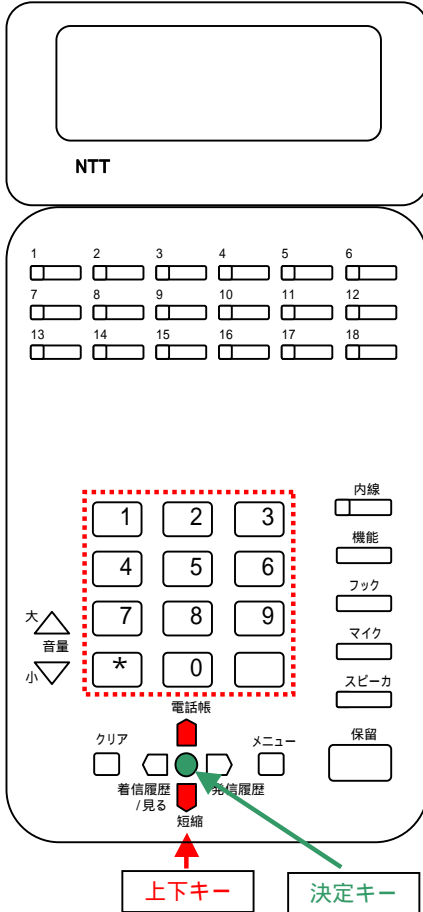 NTT
1 2 3 4 5 6
7 8 9 10 11 12
13 14 15 16 17 18
内線
1 2 3
機能
4 5 6
フック
7 8 9
大
音量
小
マイク
* 0
スピーカ
電話帳
クリア
メニュー
保留
着信履歴
/見る
発信履歴
短縮
上下キー
決定キー